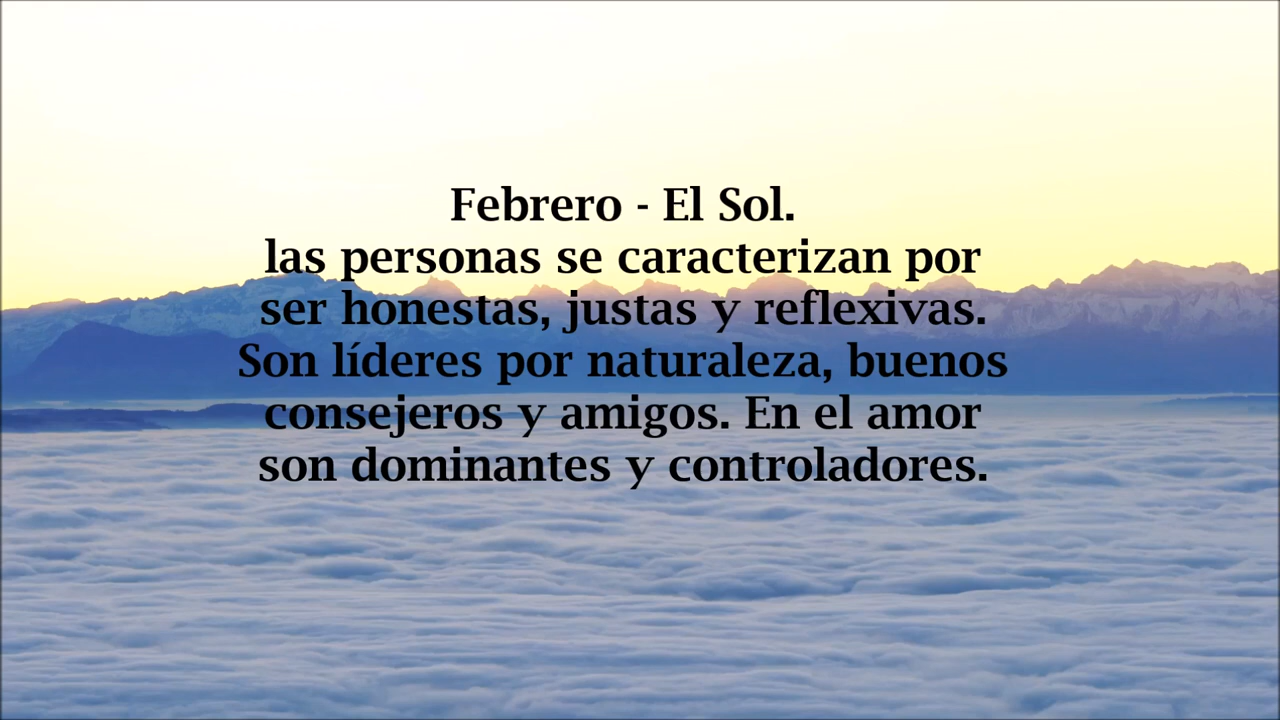 Febrero - El Sol.
las personas se caracterizan por
ser honestas, justas y reflexivas.
Son líderes por naturaleza, buenos
consejeros y amigos. En el amor
son dominantes y controladores.